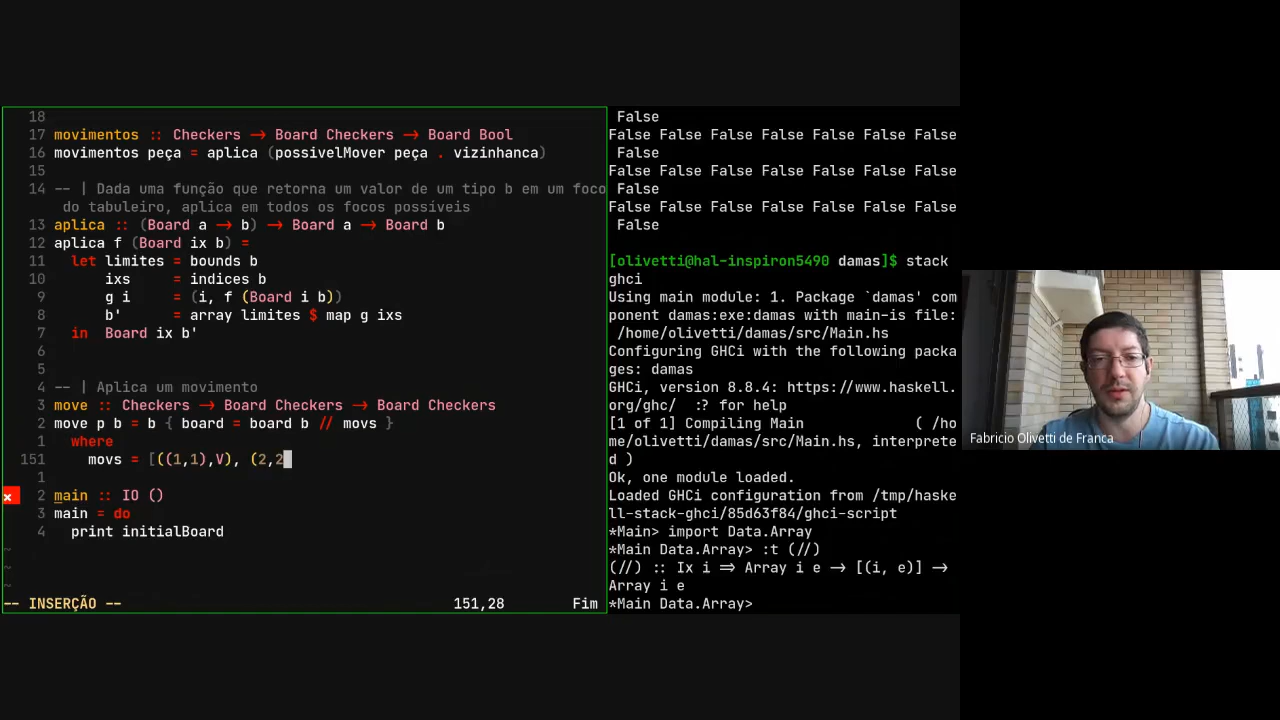 18
17 movimentos :: Checkers → Board Checkers → Board Bool
16 movimentos peça = aplica (possivelMover peça . vizinhanca)
15
14 -- | Dada uma função que retorna um valor de um tipo b em um foco
do tabuleiro, aplica em todos os focos possiveis
13 aplica :: (Board a → b) → Board a → Board b
12 aplica f (Board ix b) =
11 let limites = bounds b
10 ixs = indices b
9 g i = (i, f (Board i b))
8 b' = array limites $ map g ixs
7 in Board ix b'
6
5
4 -- | Aplica um movimento
3 move :: Checkers → Board Checkers → Board Checkers
2 move p b = b { board = board b // movs }
1 where
151 movs = [((1,1),V), (2,2
1
× 2 main :: IO ()
3 main = do
4 print initialBoard
~
~
~
-- INSERÇÃO -- 151,28 Fim
False
False False False False False False False
False
False False False False False False False
False
False False False False False False False
False
[olivetti@hal-inspiron5490 damas]$ stack
ghci
Using main module: 1. Package `damas' com
ponent damas:exe:damas with main-is file:
/home/olivetti/damas/src/Main.hs
Configuring GHCi with the following packa
ges: damas
GHCi, version 8.8.4: https://www.haskell.
org/ghc/ :? for help
[1 of 1] Compiling Main ( /ho
me/olivetti/damas/src/Main.hs, interprete
d )
Ok, one module loaded.
Loaded GHCi configuration from /tmp/haske
ll-stack-ghci/85d63f84/ghci-script
*Main> import Data.Array
*Main Data.Array> :t (//)
(//) :: Ix i ⇒ Array i e → [(i, e)] →
Array i e
*Main Data.Array>
Fabricio Olivetti de Franca